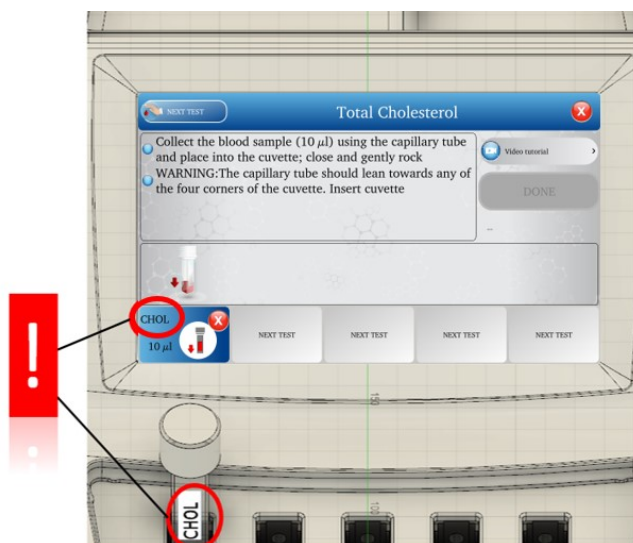 NEXT TEST
Total Cholesterol
X
Collect the blood sample (10 µl) using the capillary tube
and place into the cuvette; close and gently rock
WARNING:The capillary tube should lean towards any of
the four corners of the cuvette. Insert cuvette
Video tutorial
DONE
...
!
CHOL
X
10 µl
NEXT TEST
NEXT TEST
NEXT TEST
NEXT TEST
150
100
CHOL